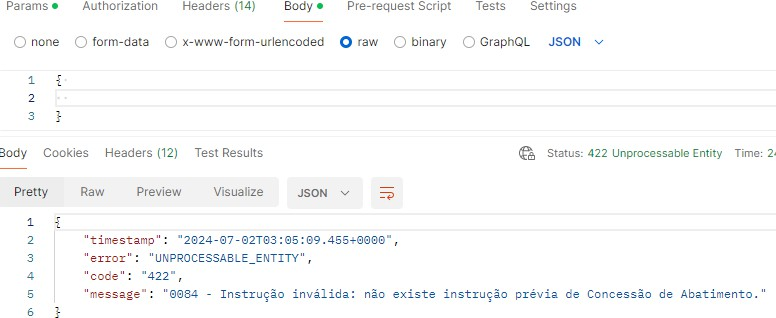 Params Authorization Headers (14) Body Pre-request Script Tests Settings
none form-data x-www-form-urlencoded raw binary GraphQL JSON
1 {
2
3 }
Body Cookies Headers (12) Test Results Status: 422 Unprocessable Entity Time: 24
Pretty Raw Preview Visualize JSON
1 {
2 "timestamp": "2024-07-02T03:05:09.455+0000",
3 "error": "UNPROCESSABLE_ENTITY",
4 "code": "422",
5 "message": "0084 - Instrução inválida: não existe instrução prévia de Concessão de Abatimento."
6 }